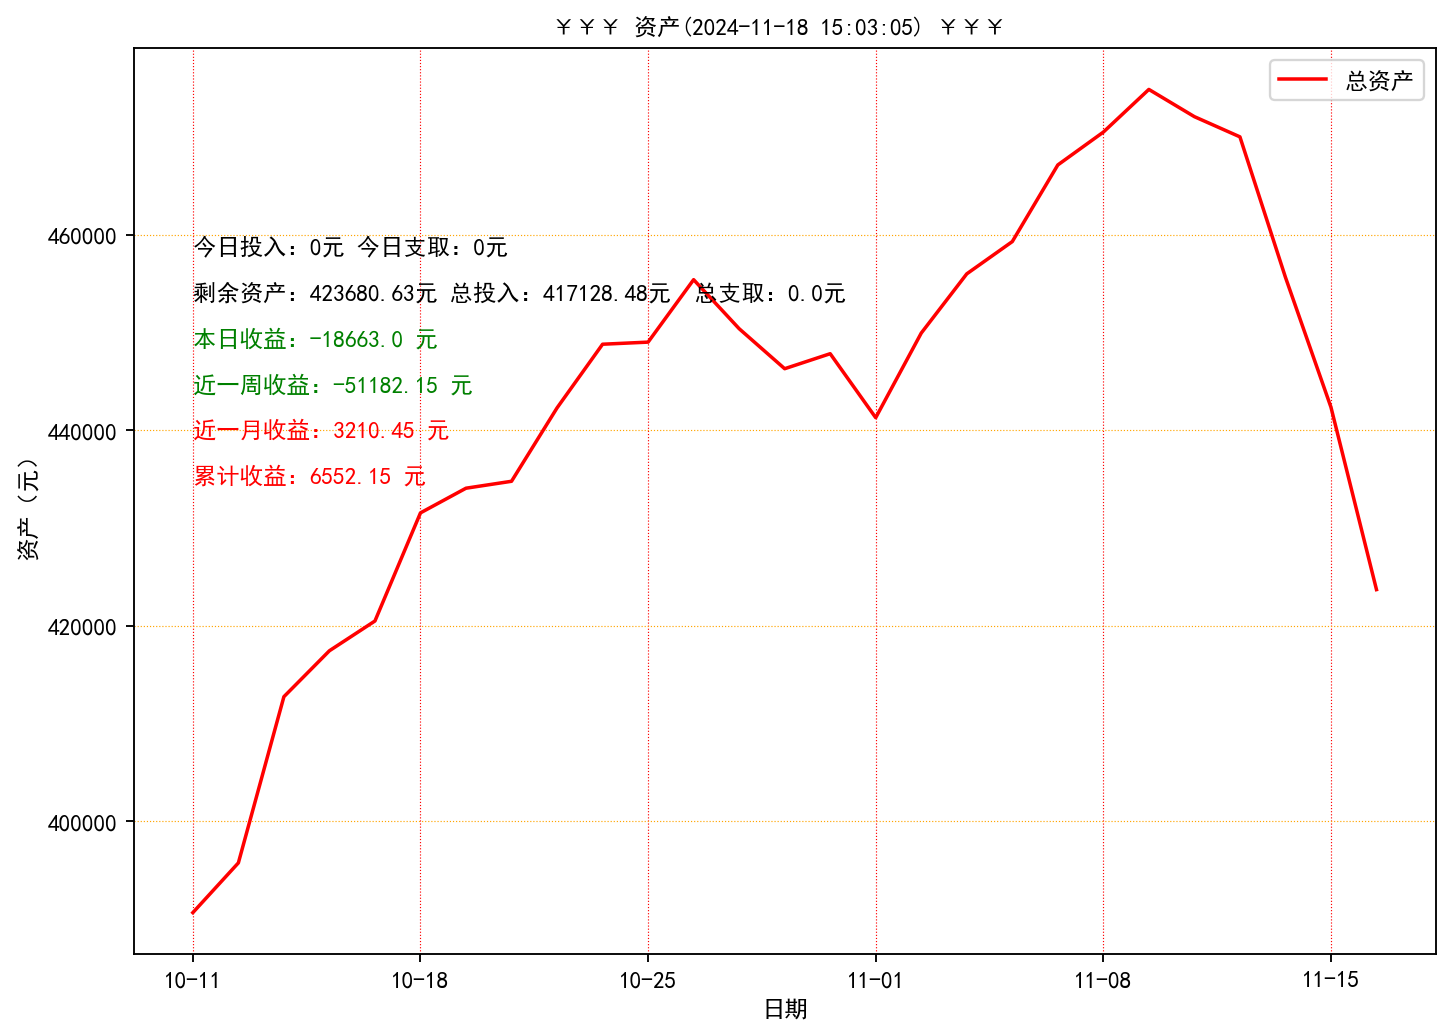 ￥￥￥ 资产(2024-11-18 15:03:05) ￥￥￥
总资产
460000
440000
420000
400000
资产（元）
今日投入：0元 今日支取：0元
剩余资产：423680.63元 总投入：417128.48元  总支取：0.0元
本日收益：-18663.0 元
近一周收益：-51182.15 元
近一月收益：3210.45 元
累计收益：6552.15 元
10-11
10-18
10-25
11-01
11-08
11-15
日期